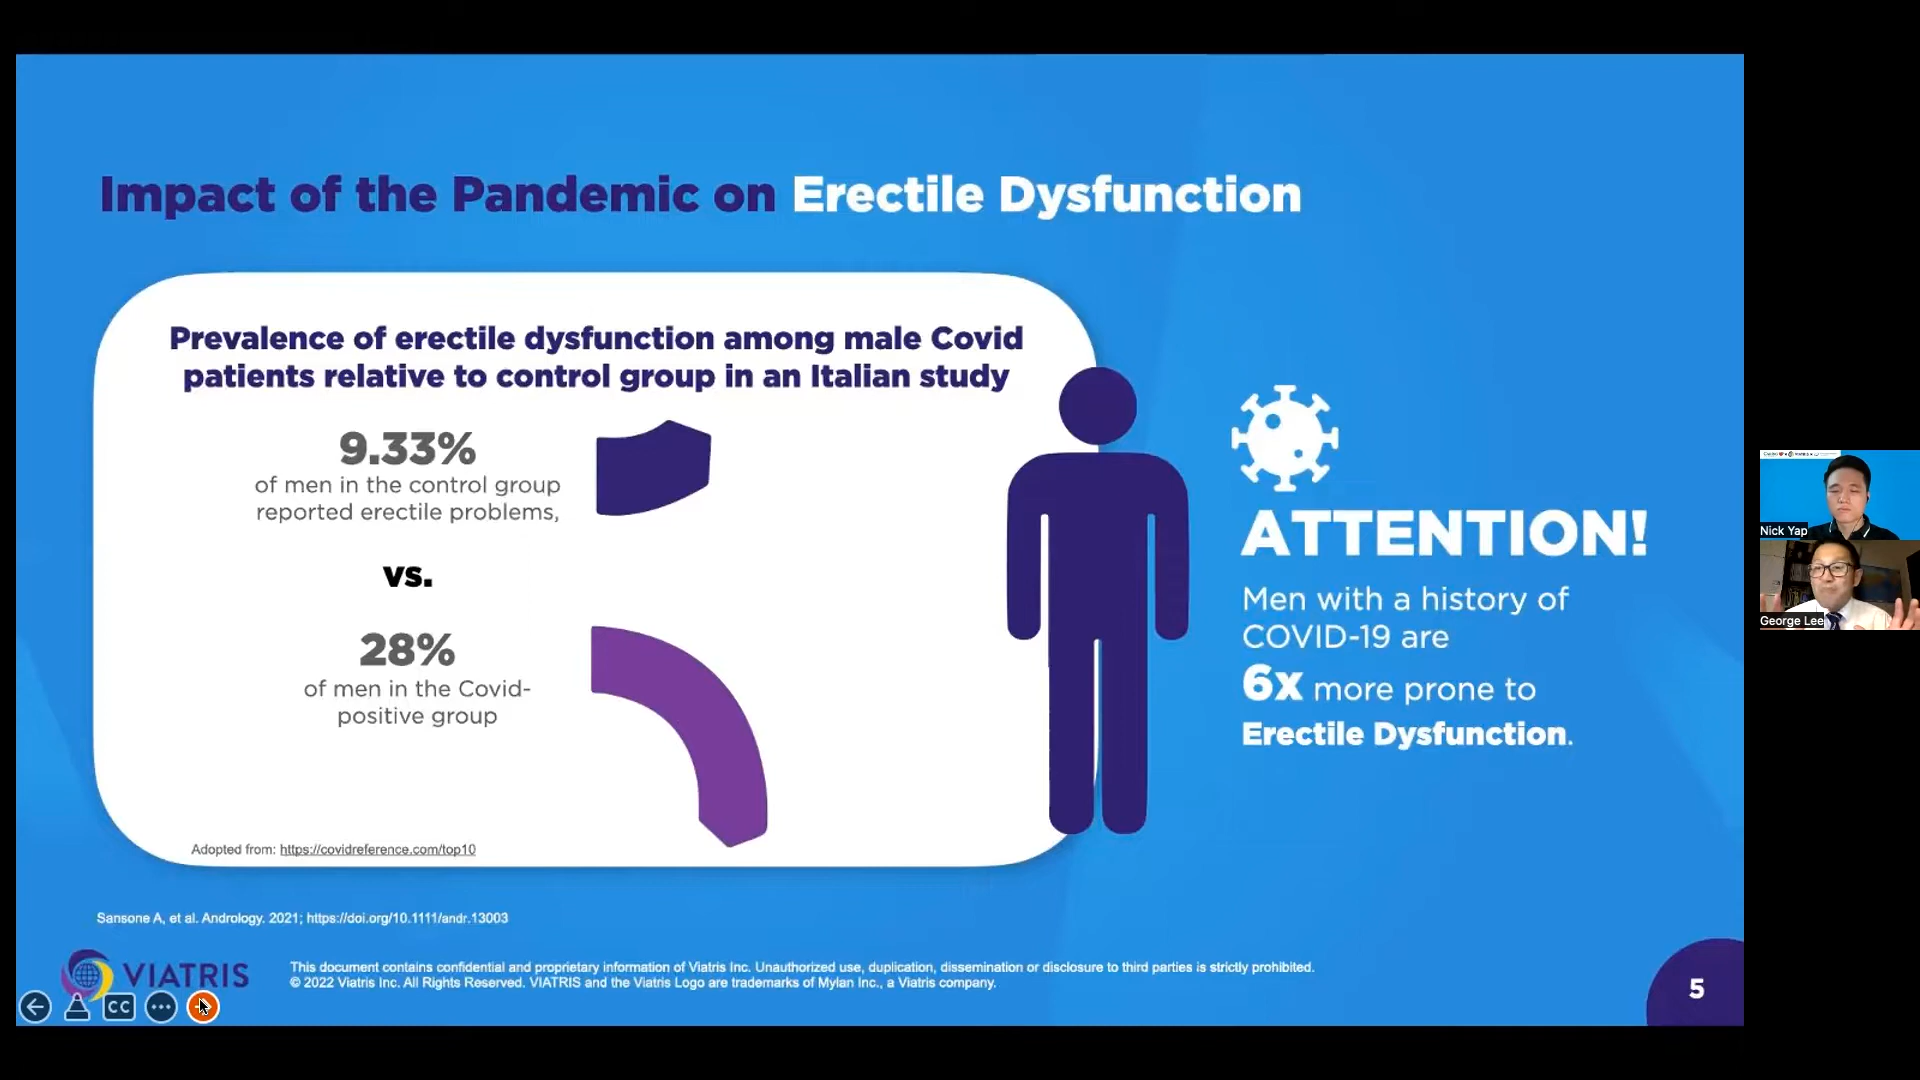 Impact of the Pandemic on Erectile Dysfunction
Prevalence of erectile dysfunction among male Covid
patients relative to control group in an Italian study
9.33%
of men in the control group
reported erectile problems,
vs.
28%
of men in the Covid-
positive group
Adopted from: https://covidreference.com/top10
ATTENTION!
Men with a history of
COVID-19 are
6x more prone to
Erectile Dysfunction.
Nick Yap
George Lee
Sansone A, et al. Andrology. 2021; https://doi.org/10.1111/andr.13003
VIATRIS
This document contains confidential and proprietary information of Viatris Inc. Unauthorized use, duplication, dissemination or disclosure to third parties is strictly prohibited.
© 2022 Viatris Inc. All Rights Reserved. VIATRIS and the Viatris Logo are trademarks of Mylan Inc., a Viatris company.
CC
5